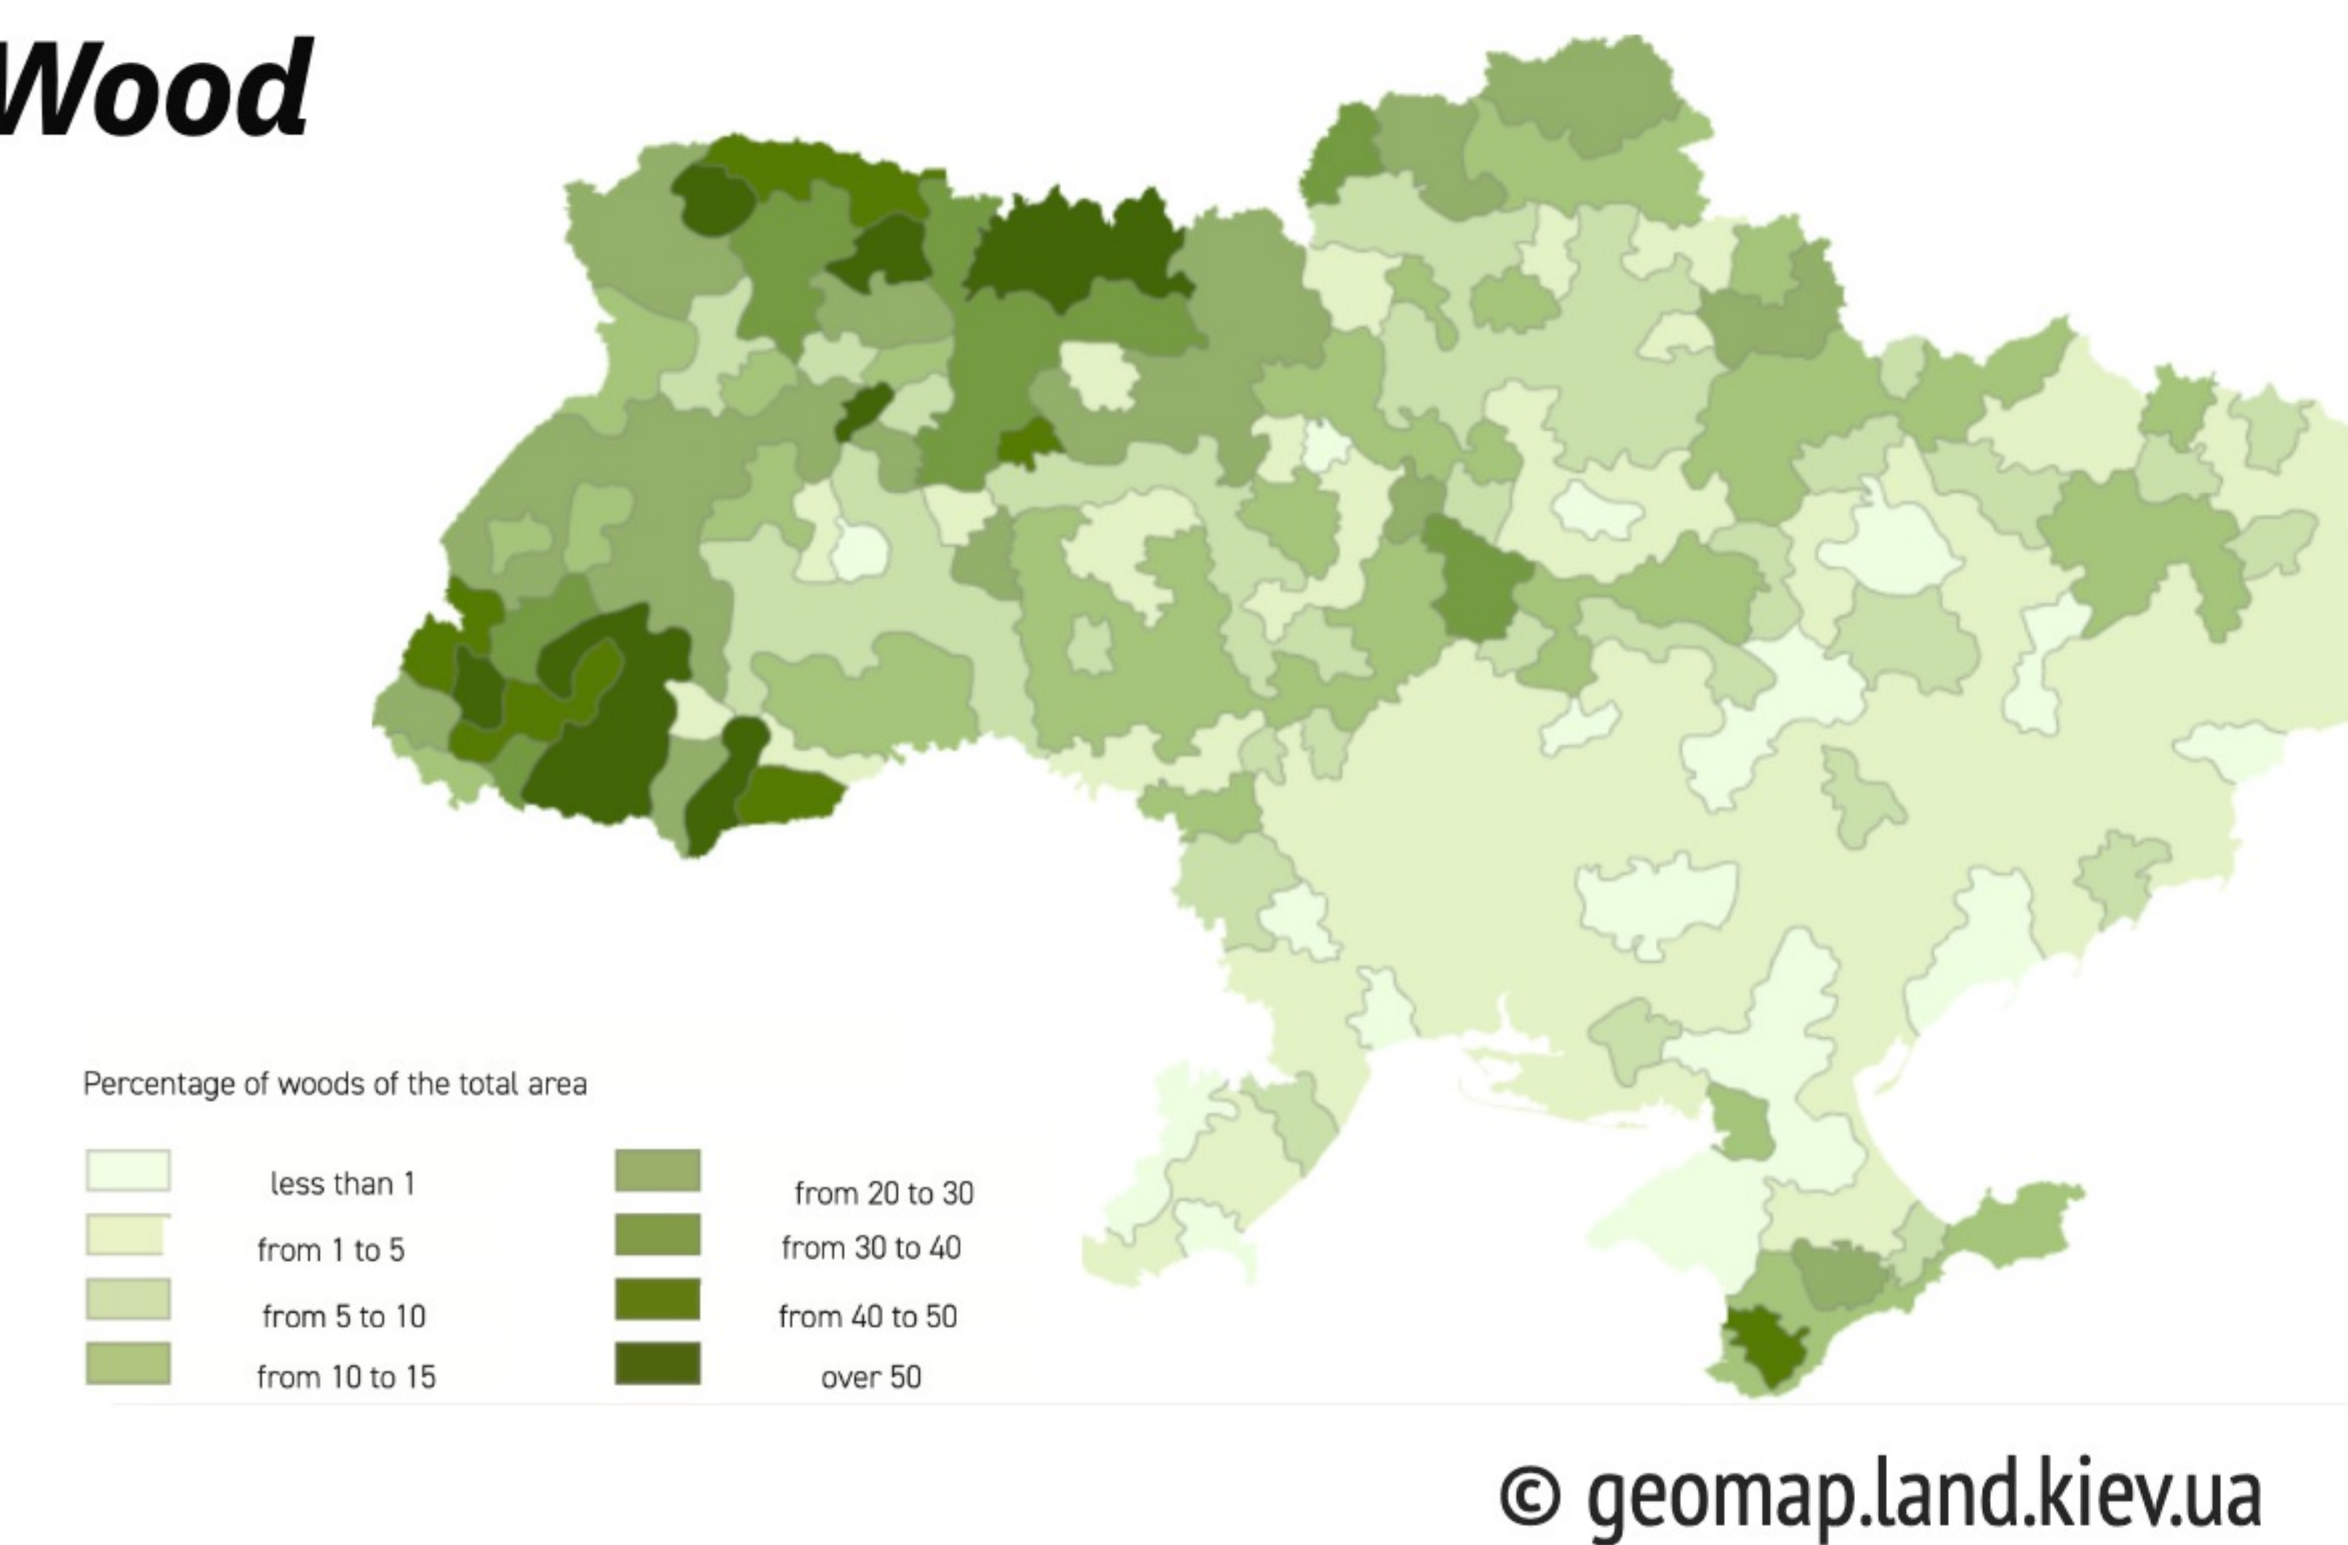 Wood
Percentage of woods of the total area
less than 1
from 1 to 5
from 5 to 10
from 10 to 15
from 20 to 30
from 30 to 40
from 40 to 50
over 50
© geomap.land.kiev.ua